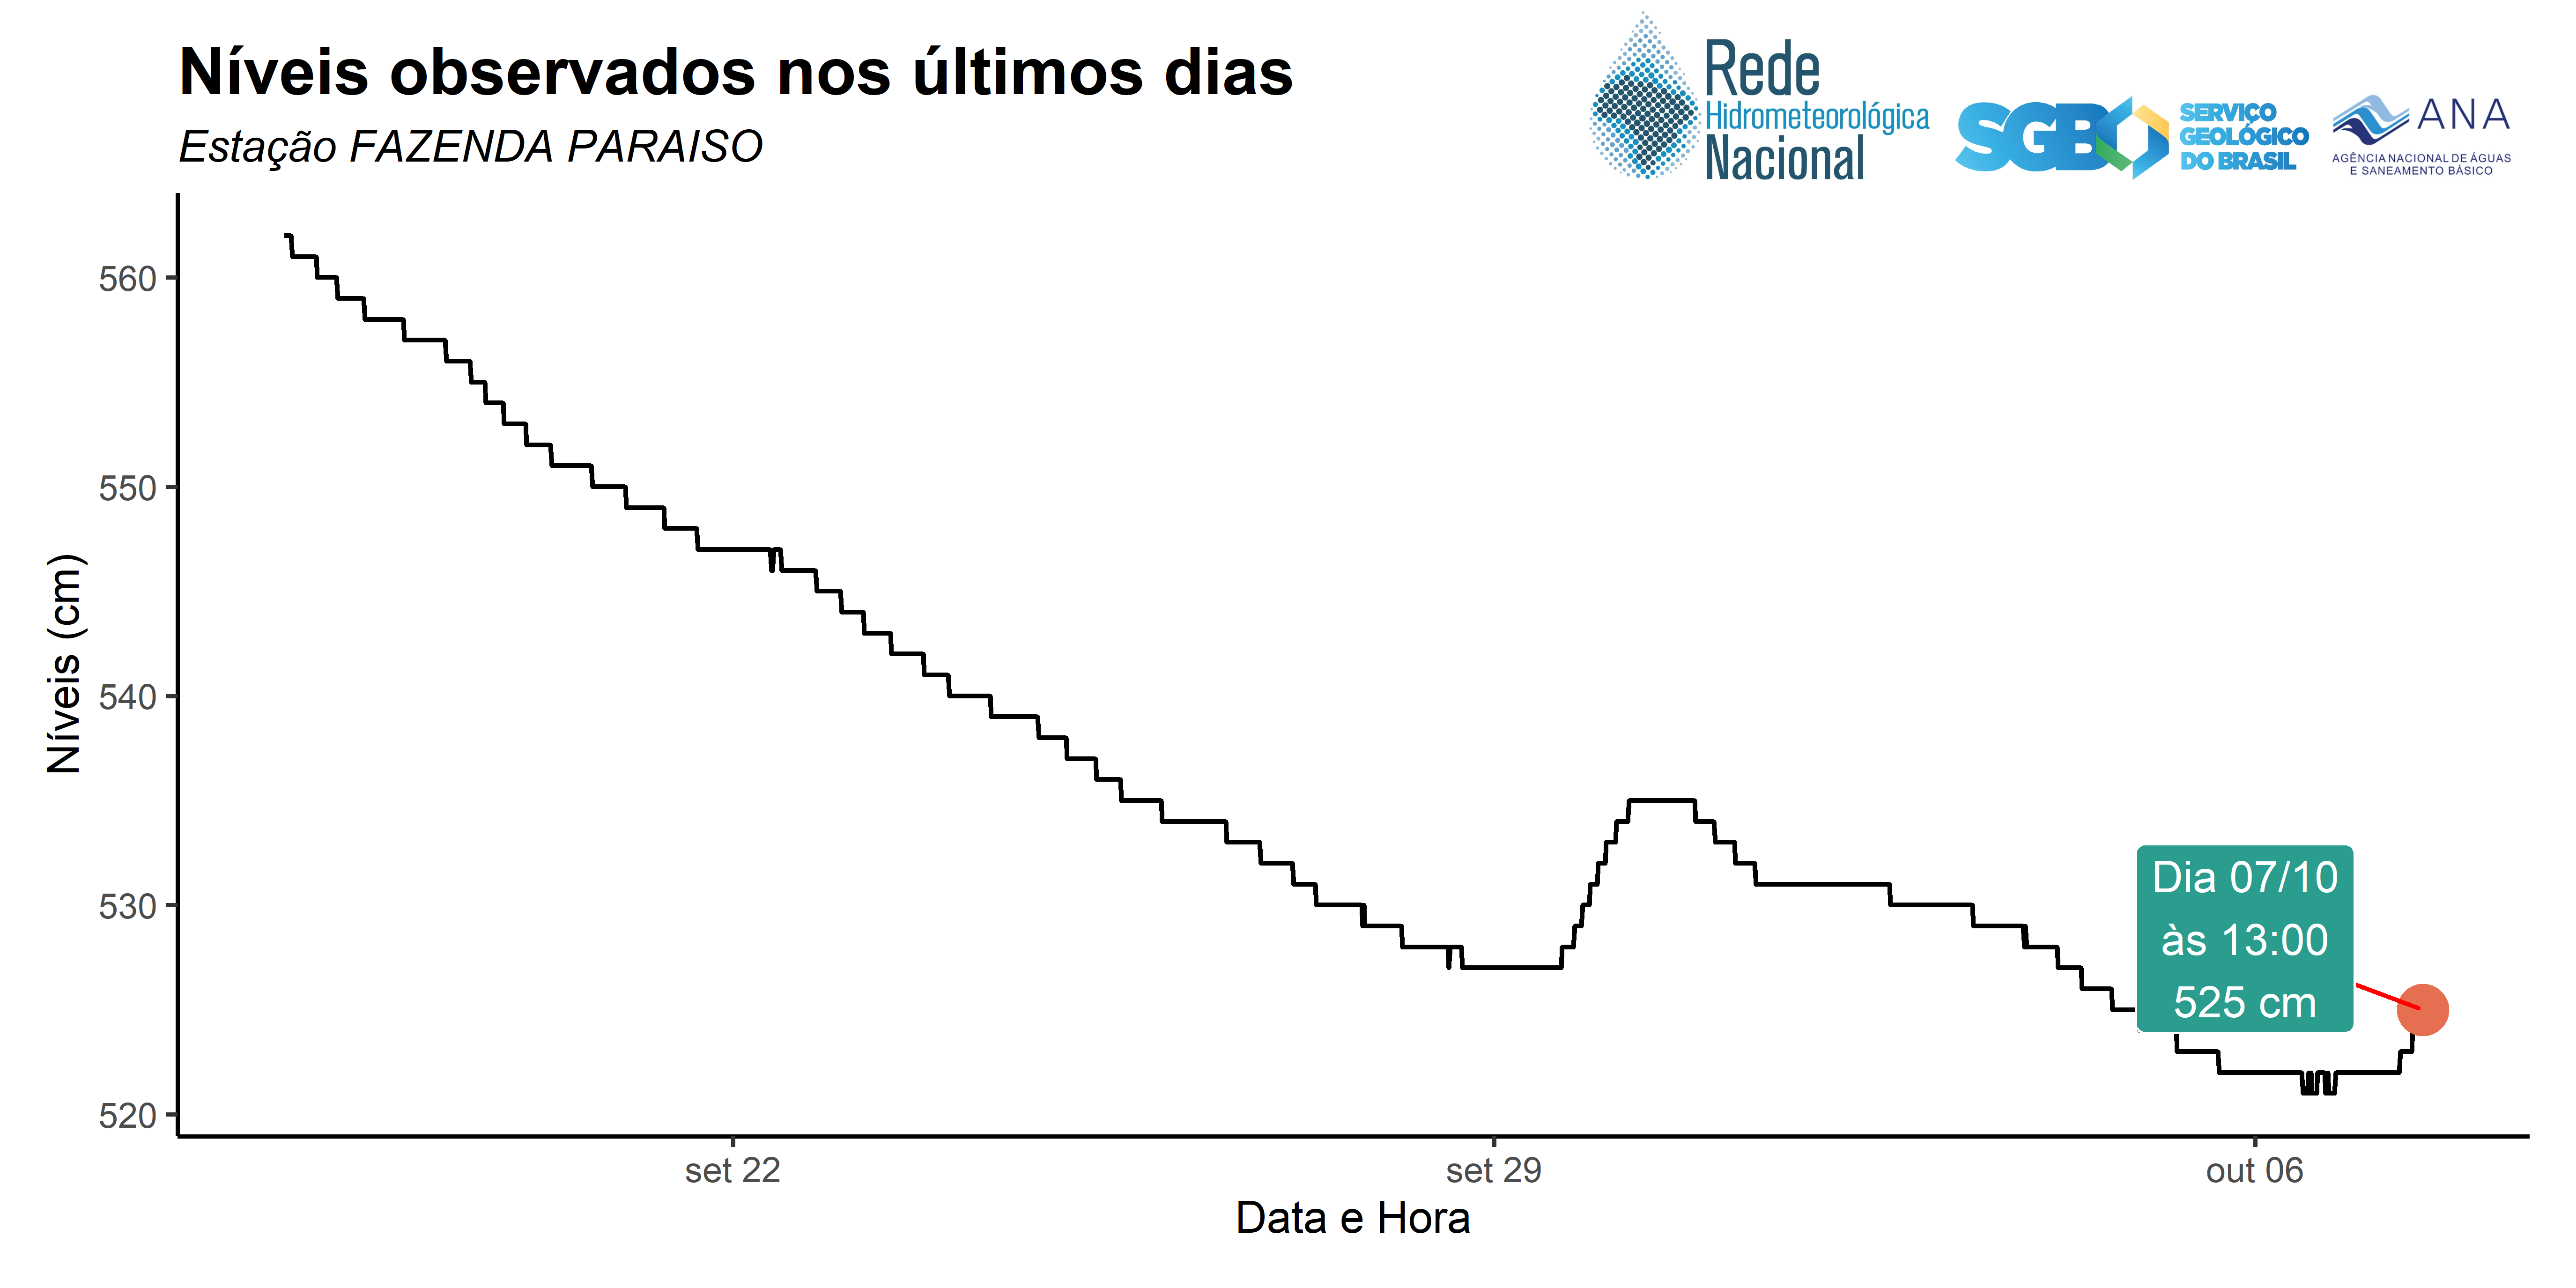 Níveis observados nos últimos dias
Estação FAZENDA PARAISO
Rede
Hidrometeorológica
Nacional
SGB
SERVIÇO
GEOLÓGICO
DO BRASIL
ANA
AGÊNCIA NACIONAL DE ÁGUAS
E SANEAMENTO BÁSICO
Níveis (cm)
560
550
540
530
520
Dia 07/10
às 13:00
525 cm
set 22
set 29
out 06
Data e Hora